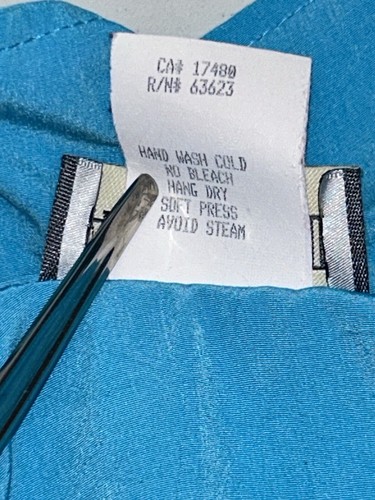 CA# 17480
R/N# 63623
HAND WASH COLD
NO BLEACH
HANG DRY
SOFT PRESS
AVOID STEAM